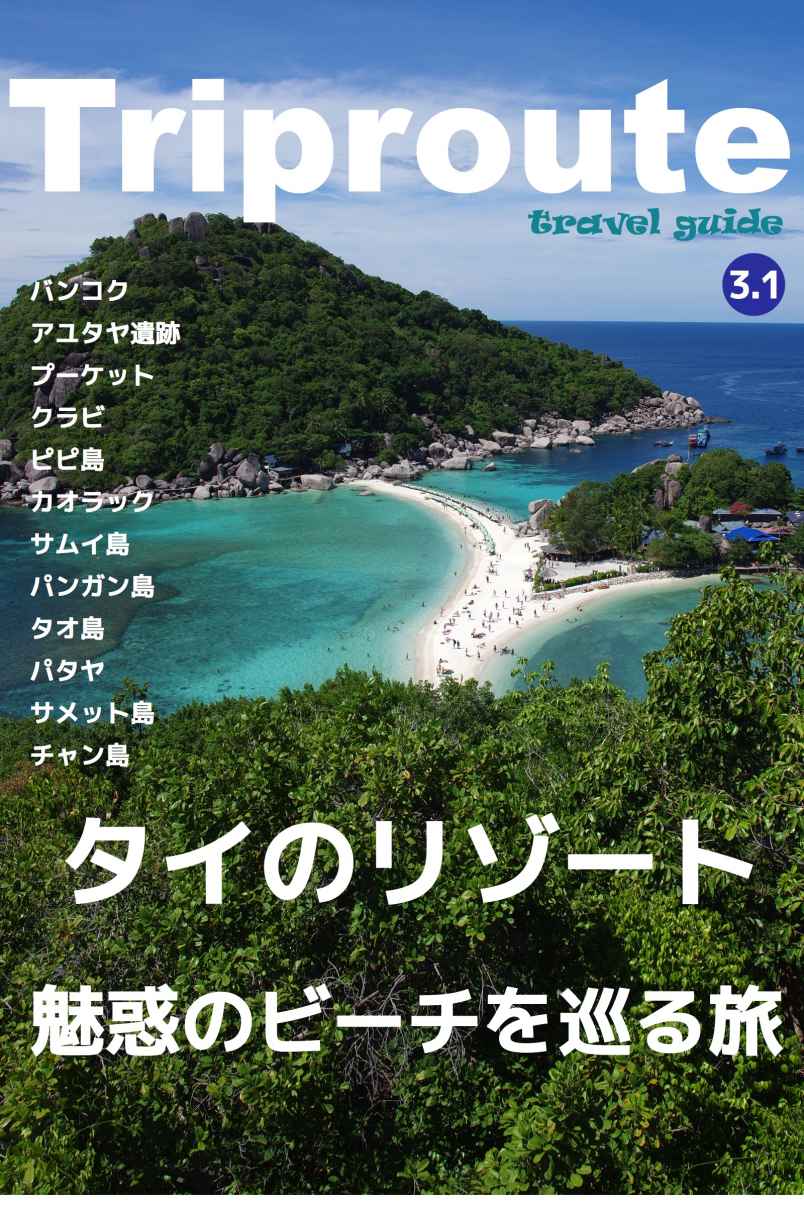 Triproute
travel guide
3.1
バンコク
アユタヤ遺跡
プーケット
クラビ
ピピ島
カオラック
サムイ島
パンガン島
タオ島
パタヤ
サメット島
チャン島
タイのリゾート
魅惑のビーチを巡る旅